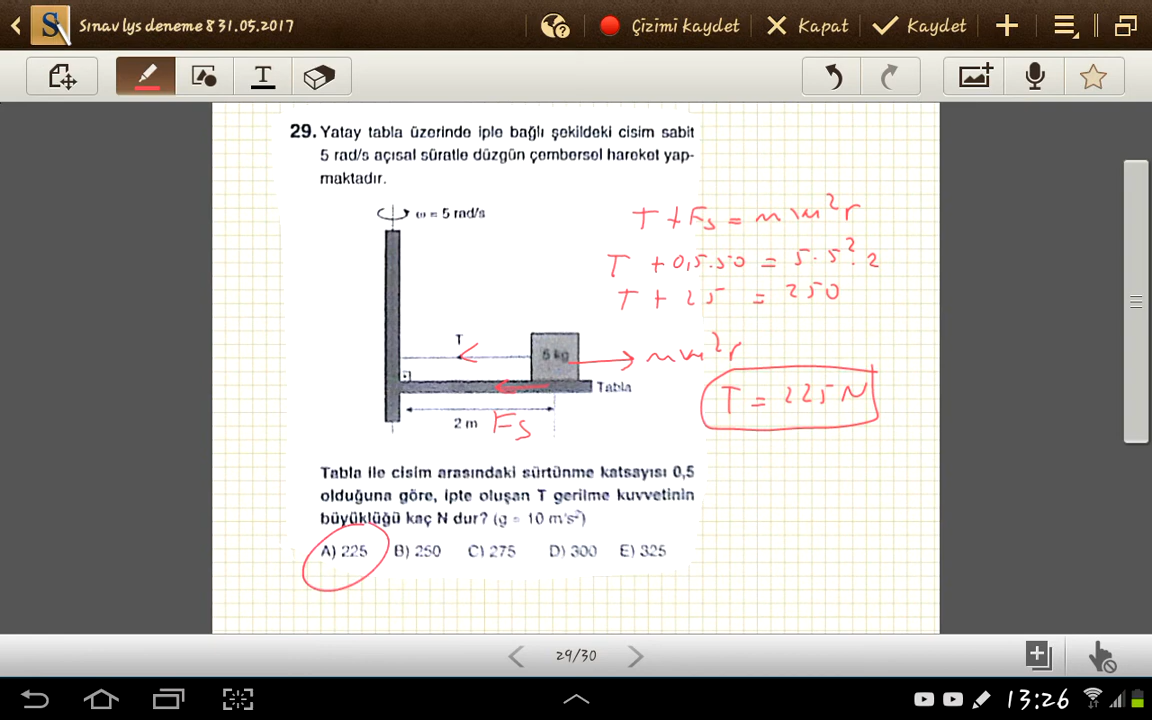 Sınav lys deneme 8 31.05.2017
Çizimi kaydet
Kapat
Kaydet
29. Yatay tabla üzerinde iple bağlı şekildeki cisim sabit
5 rad/s açısal süratle düzgün çembersel hareket yap-
maktadır.
ω = 5 rad/s
T + Fs = m w² r
T + 0,5.50 = 5.5².2
T + 25 = 250
T
5 kg
m w² r
Tabla
T = 225 N
2 m
Fs
Tabla ile cisim arasındaki sürtünme katsayısı 0,5
olduğuna göre, ipte oluşan T gerilme kuvvetinin
büyüklüğü kaç N dur? (g = 10 m/s²)
A) 225 B) 250 C) 275 D) 300 E) 325
29/30
13:26